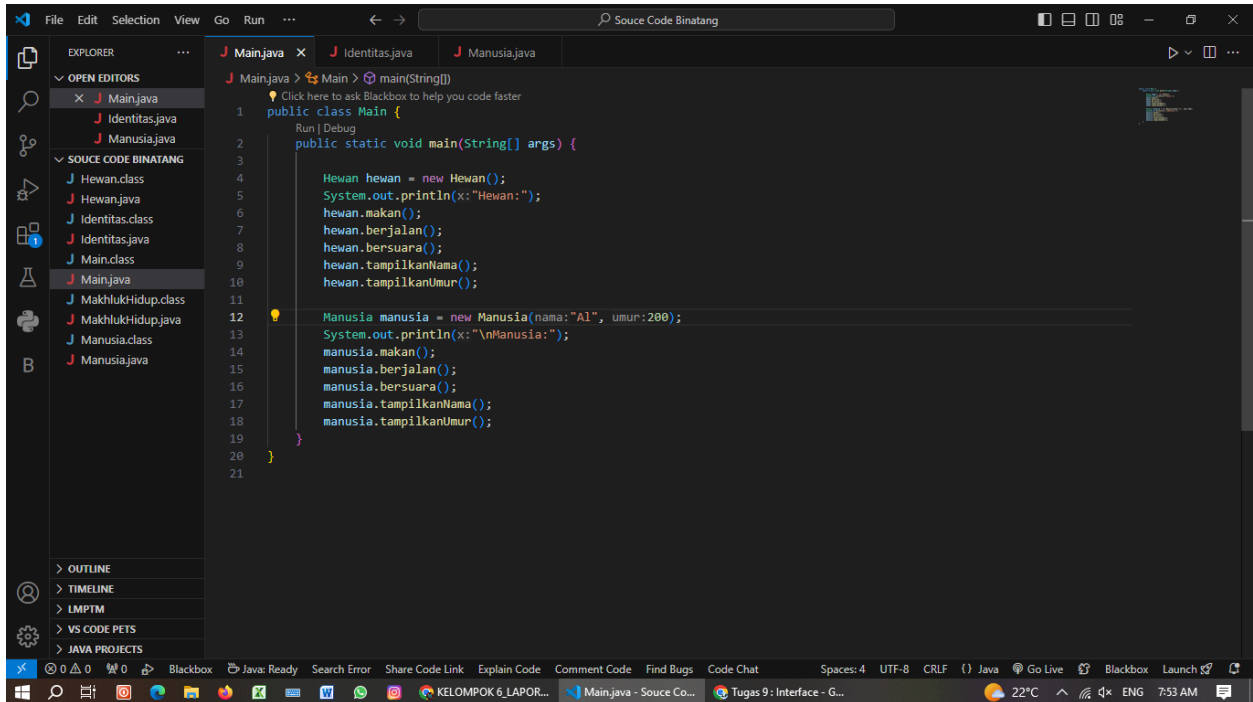 File Edit Selection View Go Run ··· ← → Souce Code Binatang
EXPLORER ···
OPEN EDITORS
Main.java
Identitas.java
Manusia.java
SOUCE CODE BINATANG
Hewan.class
Hewan.java
Identitas.class
Identitas.java
Main.class
Main.java
MakhlukHidup.class
MakhlukHidup.java
Manusia.class
Manusia.java
OUTLINE
TIMELINE
LMPTM
VS CODE PETS
JAVA PROJECTS
J Main.java × J Identitas.java J Manusia.java
J Main.java > Main > main(String[])
Click here to ask Blackbox to help you code faster
1 public class Main {
Run | Debug
2 public static void main(String[] args) {
3
4 Hewan hewan = new Hewan();
5 System.out.println(x:"Hewan:");
6 hewan.makan();
7 hewan.berjalan();
8 hewan.bersuara();
9 hewan.tampilkanNama();
10 hewan.tampilkanUmur();
11
12 Manusia manusia = new Manusia(nama:"Al", umur:200);
13 System.out.println(x:"\nManusia:");
14 manusia.makan();
15 manusia.berjalan();
16 manusia.bersuara();
17 manusia.tampilkanNama();
18 manusia.tampilkanUmur();
19 }
20 }
21
0 0 0 Blackbox Java: Ready Search Error Share Code Link Explain Code Comment Code Find Bugs Code Chat Spaces: 4 UTF-8 CRLF {} Java Go Live Blackbox Launch
KELOMPOK 6_LAPOR... Main.java - Souce Co... Tugas 9 : Interface - G... 22°C ENG 7:53 AM